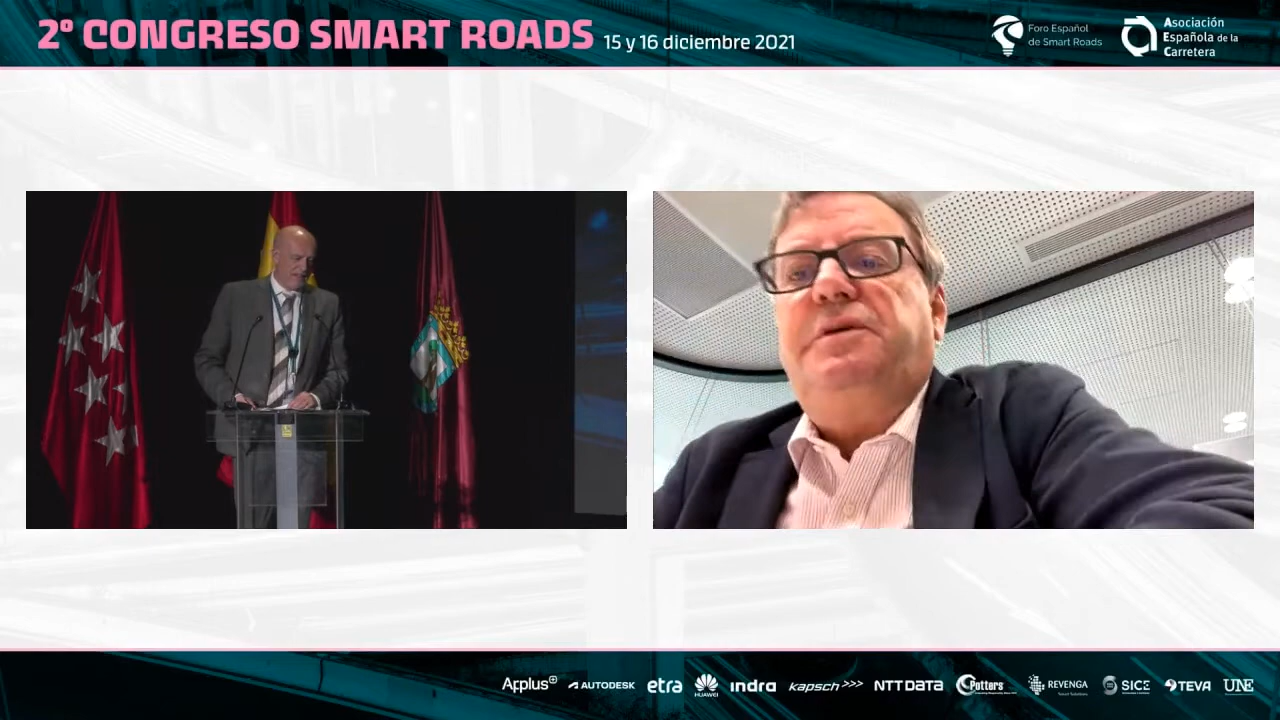 2º CONGRESO SMART ROADS 15 y 16 diciembre 2021
Foro Español
de Smart Roads
Asociación
Española de la
Carretera
Applus+
AUTODESK
etra
HUAWEI
indra
kapsch >>>
NTT DATA
Potters
REVENGA
SICE
TEVA
UNE